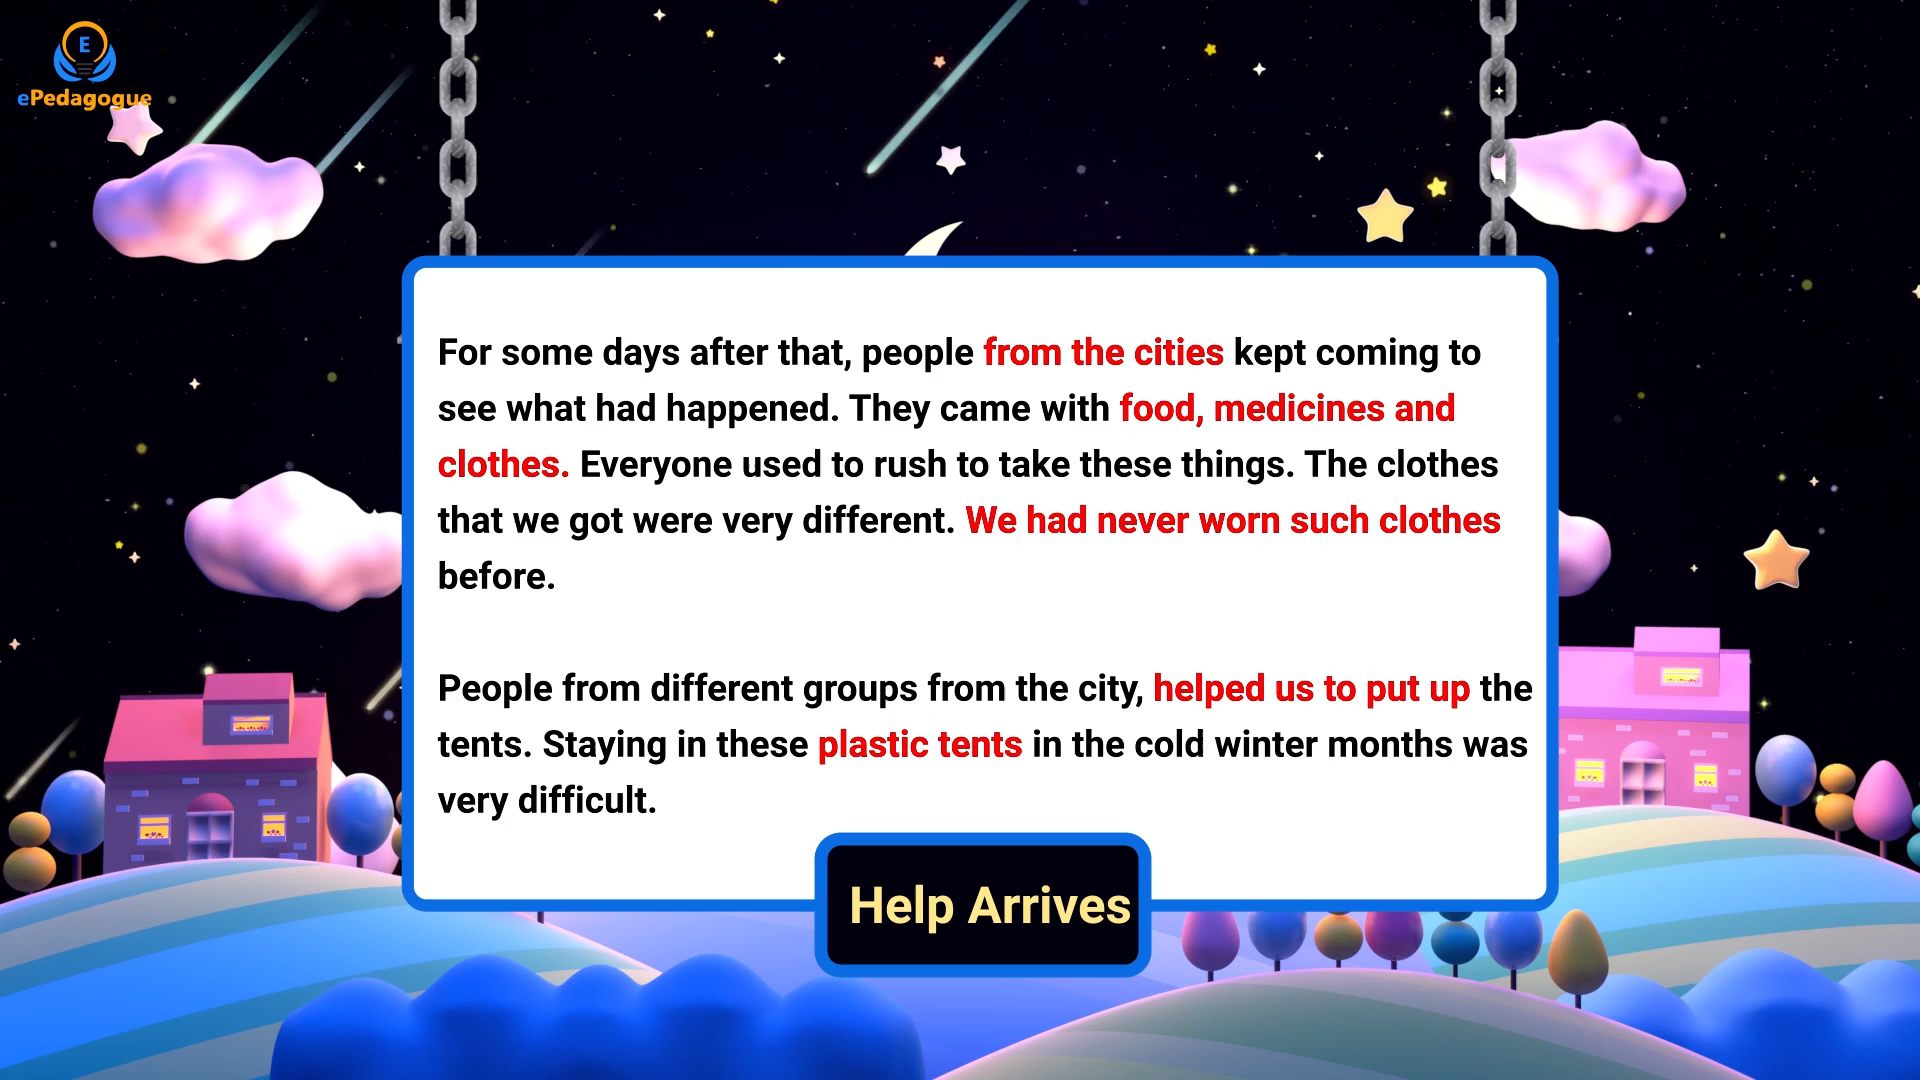 E
ePedagogue
For some days after that, people from the cities kept coming to
see what had happened. They came with food, medicines and
clothes. Everyone used to rush to take these things. The clothes
that we got were very different. We had never worn such clothes
before.
People from different groups from the city, helped us to put up the
tents. Staying in these plastic tents in the cold winter months was
very difficult.
Help Arrives